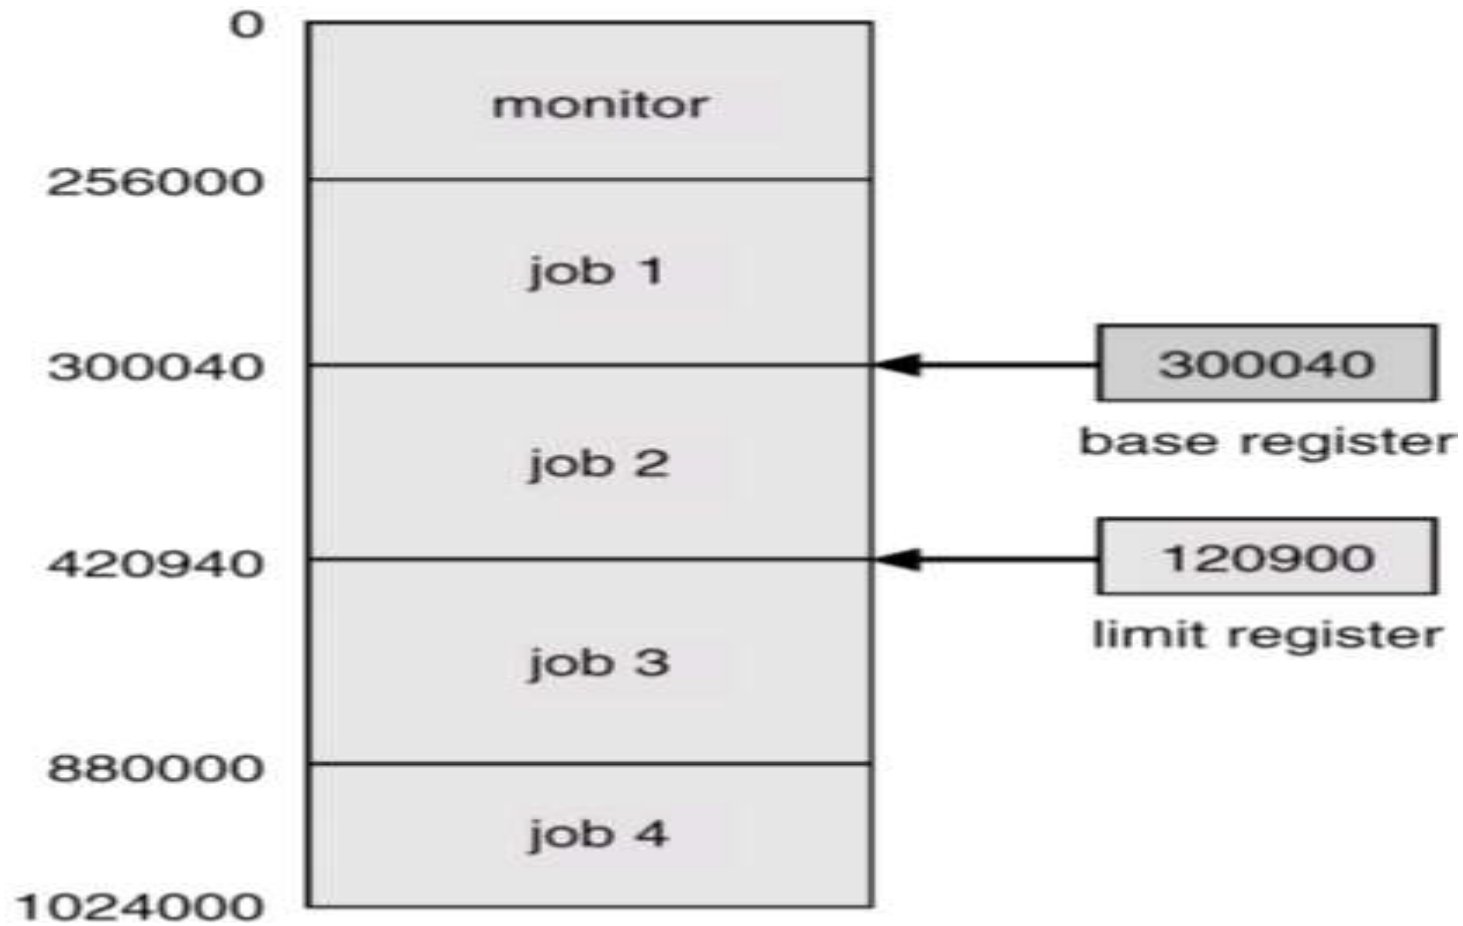 0
monitor
256000
job 1
300040
300040
base register
job 2
420940
120900
limit register
job 3
880000
job 4
1024000